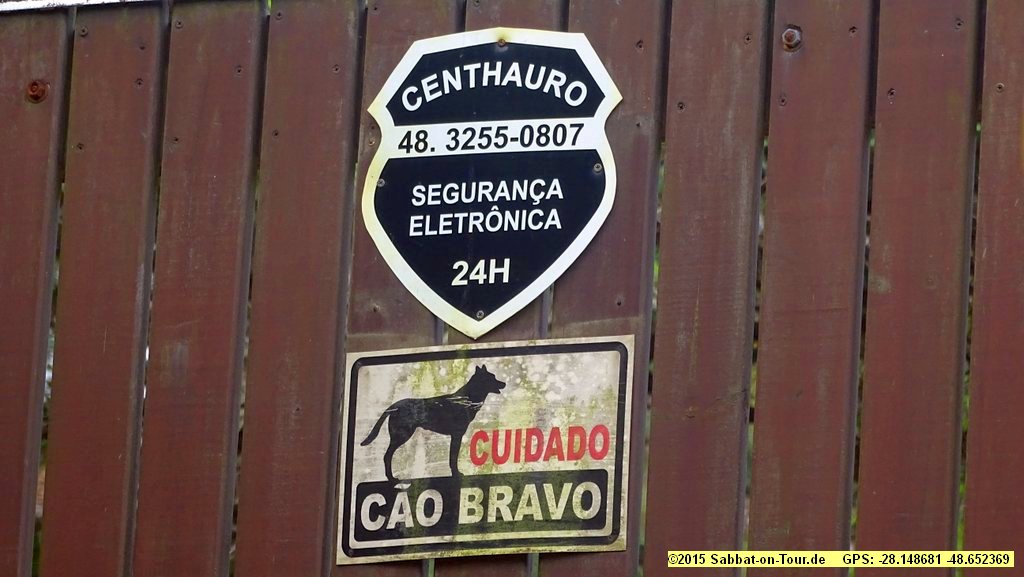 CENTHAURO
48. 3255-0807
SEGURANÇA
ELETRÔNICA
24H
CUIDADO
CÃO BRAVO
©2015 Sabbat-on-Tour.de GPS: -28.148681 -48.652369